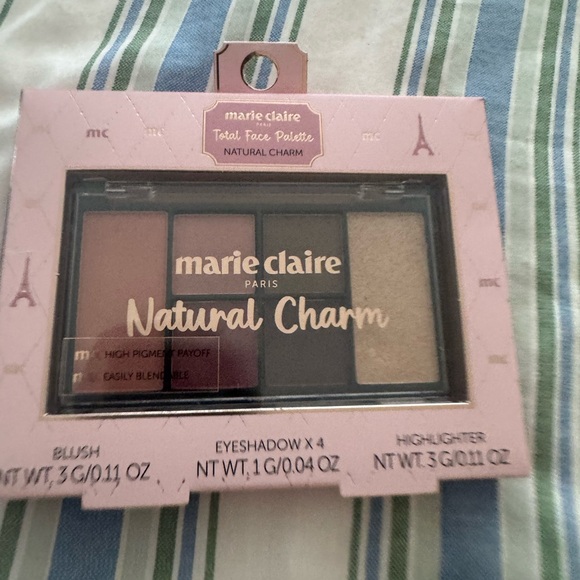 marie claire
PARIS
Total Face Palette
NATURAL CHARM
mc
mc
mc
mc
marie claire
PARIS
Natural Charm
mc HIGH PIGMENT PAYOFF
mc EASILY BLENDABLE
BLUSH
NT WT, 3 G/0.11 OZ
EYESHADOW X 4
NT WT, 1 G/0.04 OZ
HIGHLIGHTER
NT WT. 3 G/0.11 OZ